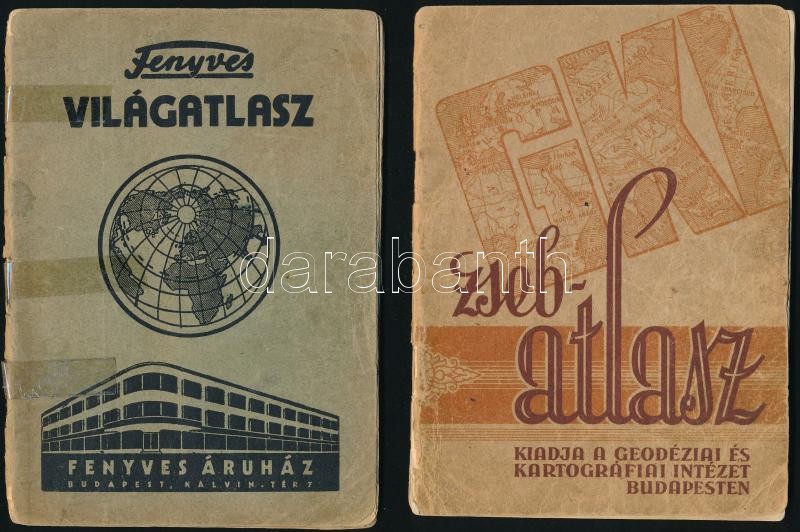 Fenyves
VILÁGATLASZ
FENYVES ÁRUHÁZ
BUDAPEST, KÁLVIN-TÉR 7
GKI
zseb-
atlasz
KIADJA A GEODÉZIAI ÉS
KARTOGRÁFIAI INTÉZET
BUDAPESTEN
darabanth